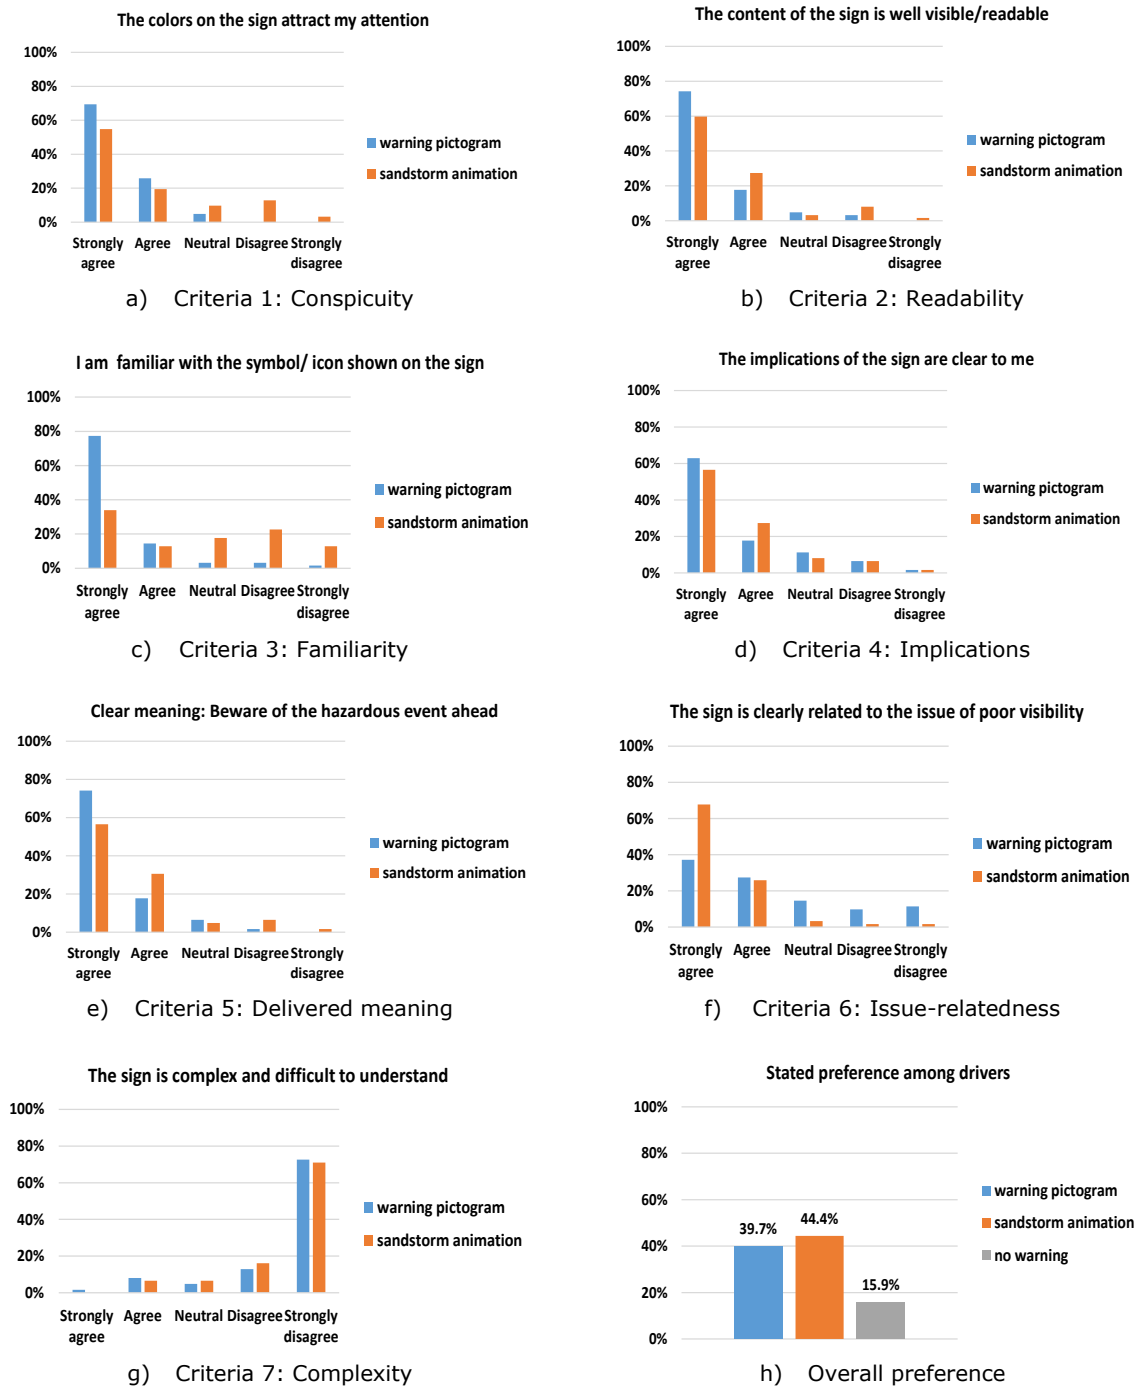 The colors on the sign attract my attention
100%
80%
60%
40%
20%
0%
Strongly agree
Agree
Neutral
Disagree
Strongly disagree
warning pictogram
sandstorm animation
a) Criteria 1: Conspicuity
The content of the sign is well visible/readable
100%
80%
60%
40%
20%
0%
Strongly agree
Agree
Neutral
Disagree
Strongly disagree
warning pictogram
sandstorm animation
b) Criteria 2: Readability
I am familiar with the symbol/ icon shown on the sign
100%
80%
60%
40%
20%
0%
Strongly agree
Agree
Neutral
Disagree
Strongly disagree
warning pictogram
sandstorm animation
c) Criteria 3: Familiarity
The implications of the sign are clear to me
100%
80%
60%
40%
20%
0%
Strongly agree
Agree
Neutral
Disagree
Strongly disagree
warning pictogram
sandstorm animation
d) Criteria 4: Implications
Clear meaning: Beware of the hazardous event ahead
100%
80%
60%
40%
20%
0%
Strongly agree
Agree
Neutral
Disagree
Strongly disagree
warning pictogram
sandstorm animation
e) Criteria 5: Delivered meaning
The sign is clearly related to the issue of poor visibility
100%
80%
60%
40%
20%
0%
Strongly agree
Agree
Neutral
Disagree
Strongly disagree
warning pictogram
sandstorm animation
f) Criteria 6: Issue-relatedness
The sign is complex and difficult to understand
100%
80%
60%
40%
20%
0%
Strongly agree
Agree
Neutral
Disagree
Strongly disagree
warning pictogram
sandstorm animation
g) Criteria 7: Complexity
Stated preference among drivers
100%
80%
60%
40%
20%
0%
39.7%
44.4%
15.9%
warning pictogram
sandstorm animation
no warning
h) Overall preference